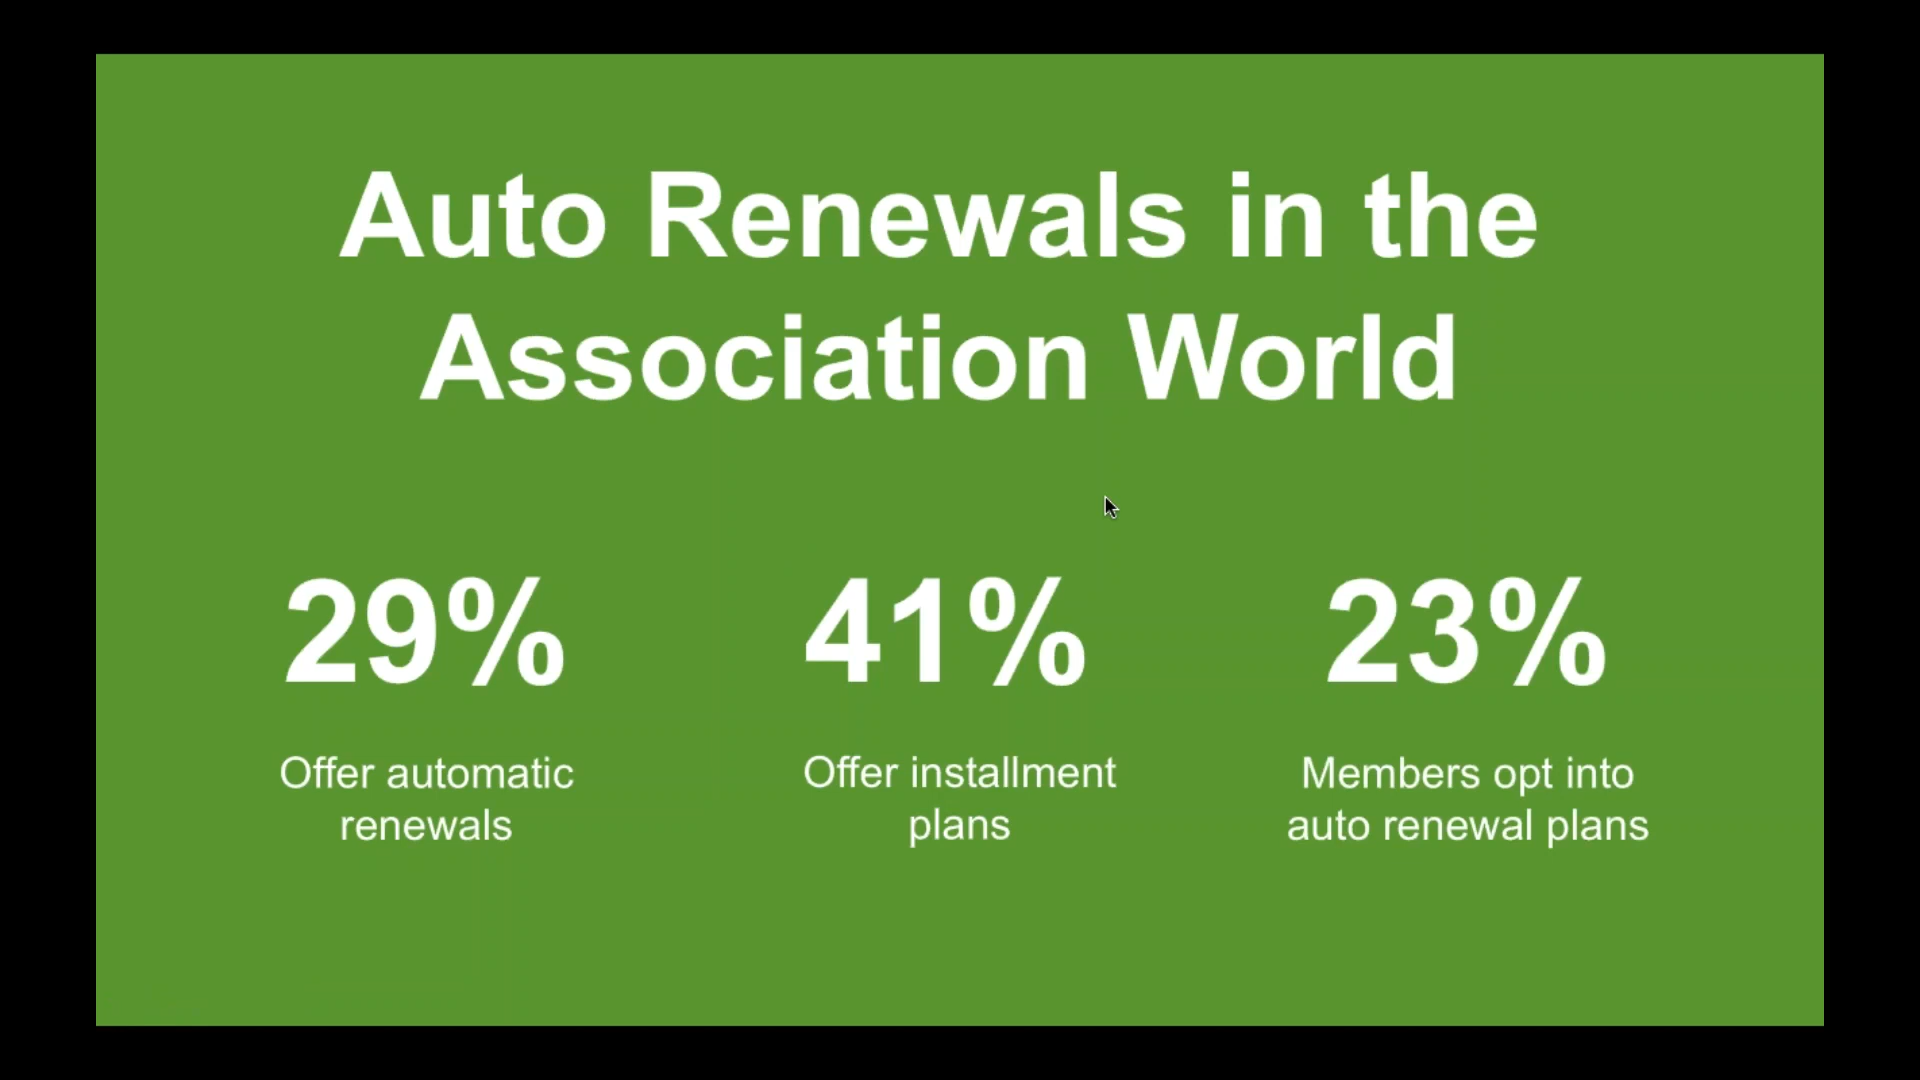 Auto Renewals in the
Association World
29%
41%
23%
Offer automatic
renewals
Offer installment
plans
Members opt into
auto renewal plans